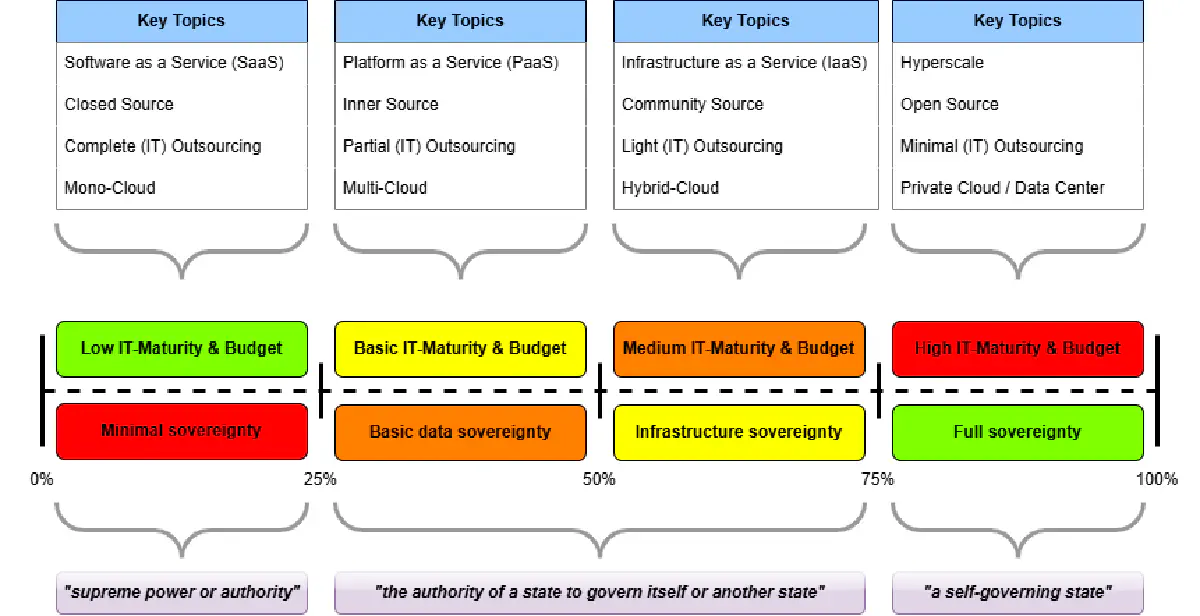 Key Topics
Software as a Service (SaaS)
Closed Source
Complete (IT) Outsourcing
Mono-Cloud
Key Topics
Platform as a Service (PaaS)
Inner Source
Partial (IT) Outsourcing
Multi-Cloud
Key Topics
Infrastructure as a Service (IaaS)
Community Source
Light (IT) Outsourcing
Hybrid-Cloud
Key Topics
Hyperscale
Open Source
Minimal (IT) Outsourcing
Private Cloud / Data Center
Low IT-Maturity & Budget
Basic IT-Maturity & Budget
Medium IT-Maturity & Budget
High IT-Maturity & Budget
Minimal sovereignty
Basic data sovereignty
Infrastructure sovereignty
Full sovereignty
0%
25%
50%
75%
100%
"supreme power or authority"
"the authority of a state to govern itself or another state"
"a self-governing state"